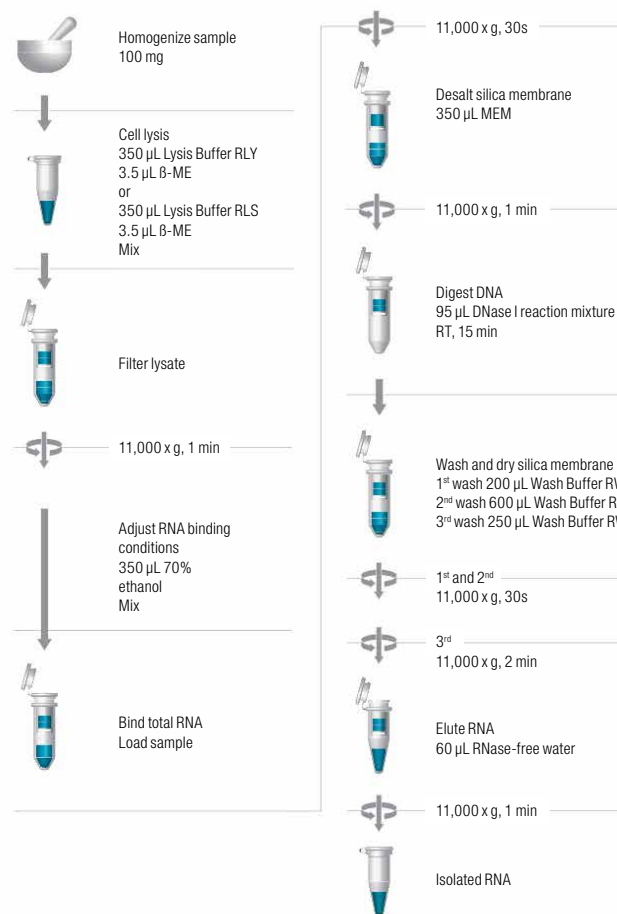 Homogenize sample
100 mg
Cell lysis
350 µL Lysis Buffer RLY
3.5 µL ß-ME
or
350 µL Lysis Buffer RLS
3.5 µL ß-ME
Mix
Filter lysate
11,000 x g, 1 min
Adjust RNA binding
conditions
350 µL 70%
ethanol
Mix
Bind total RNA
Load sample
11,000 x g, 30s
Desalt silica membrane
350 µL MEM
11,000 x g, 1 min
Digest DNA
95 µL DNase I reaction mixture
RT, 15 min
Wash and dry silica membrane
1st wash 200 µL Wash Buffer
2nd wash 600 µL Wash Buffer
3rd wash 250 µL Wash Buffer
1st and 2nd
11,000 x g, 30s
3rd
11,000 x g, 2 min
Elute RNA
60 µL RNase-free water
11,000 x g, 1 min
Isolated RNA